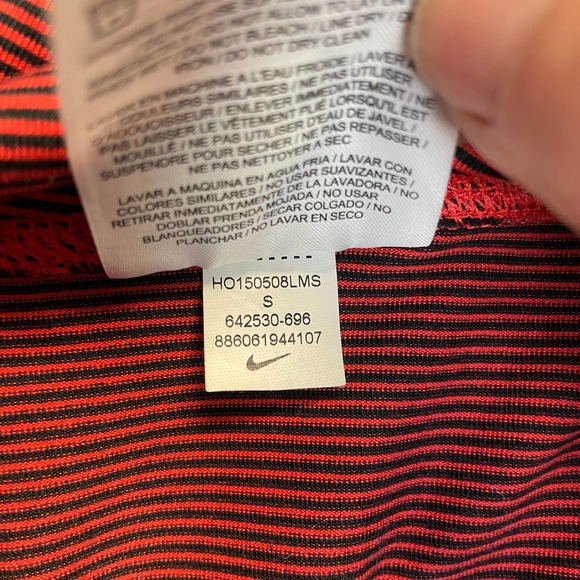 DO NOT BLEACH / LINE DRY /
IRON / DO NOT DRY CLEAN
LAVER EN MACHINE A L'EAU FROIDE / LAVER A
COULEURS SIMILAIRES / NE PAS UTILISER
D'ADOUCISSEUR / ENLEVER IMMEDIATEMENT
PAS LAISSER LE VÊTEMENT PLIÉ LORSQU'IL EST
MOUILLÉ / NE PAS UTILISER D'EAU DE JAVEL /
SUSPENDRE POUR SECHER / NE PAS REPASSER /
NE PAS NETTOYER A SEC
LAVAR A MAQUINA EN AGUA FRIA / LAVAR CON
COLORES SIMILARES / NO USAR SUAVIZANTES /
RETIRAR INMEDIATAMENTE DE LA LAVADORA / NO
DOBLAR PRENDA MOJADA / NO USAR
BLANQUEADORES / SECAR COLGADO / NO
PLANCHAR / NO LAVAR EN SECO
HO150508LMS
S
642530-696
886061944107